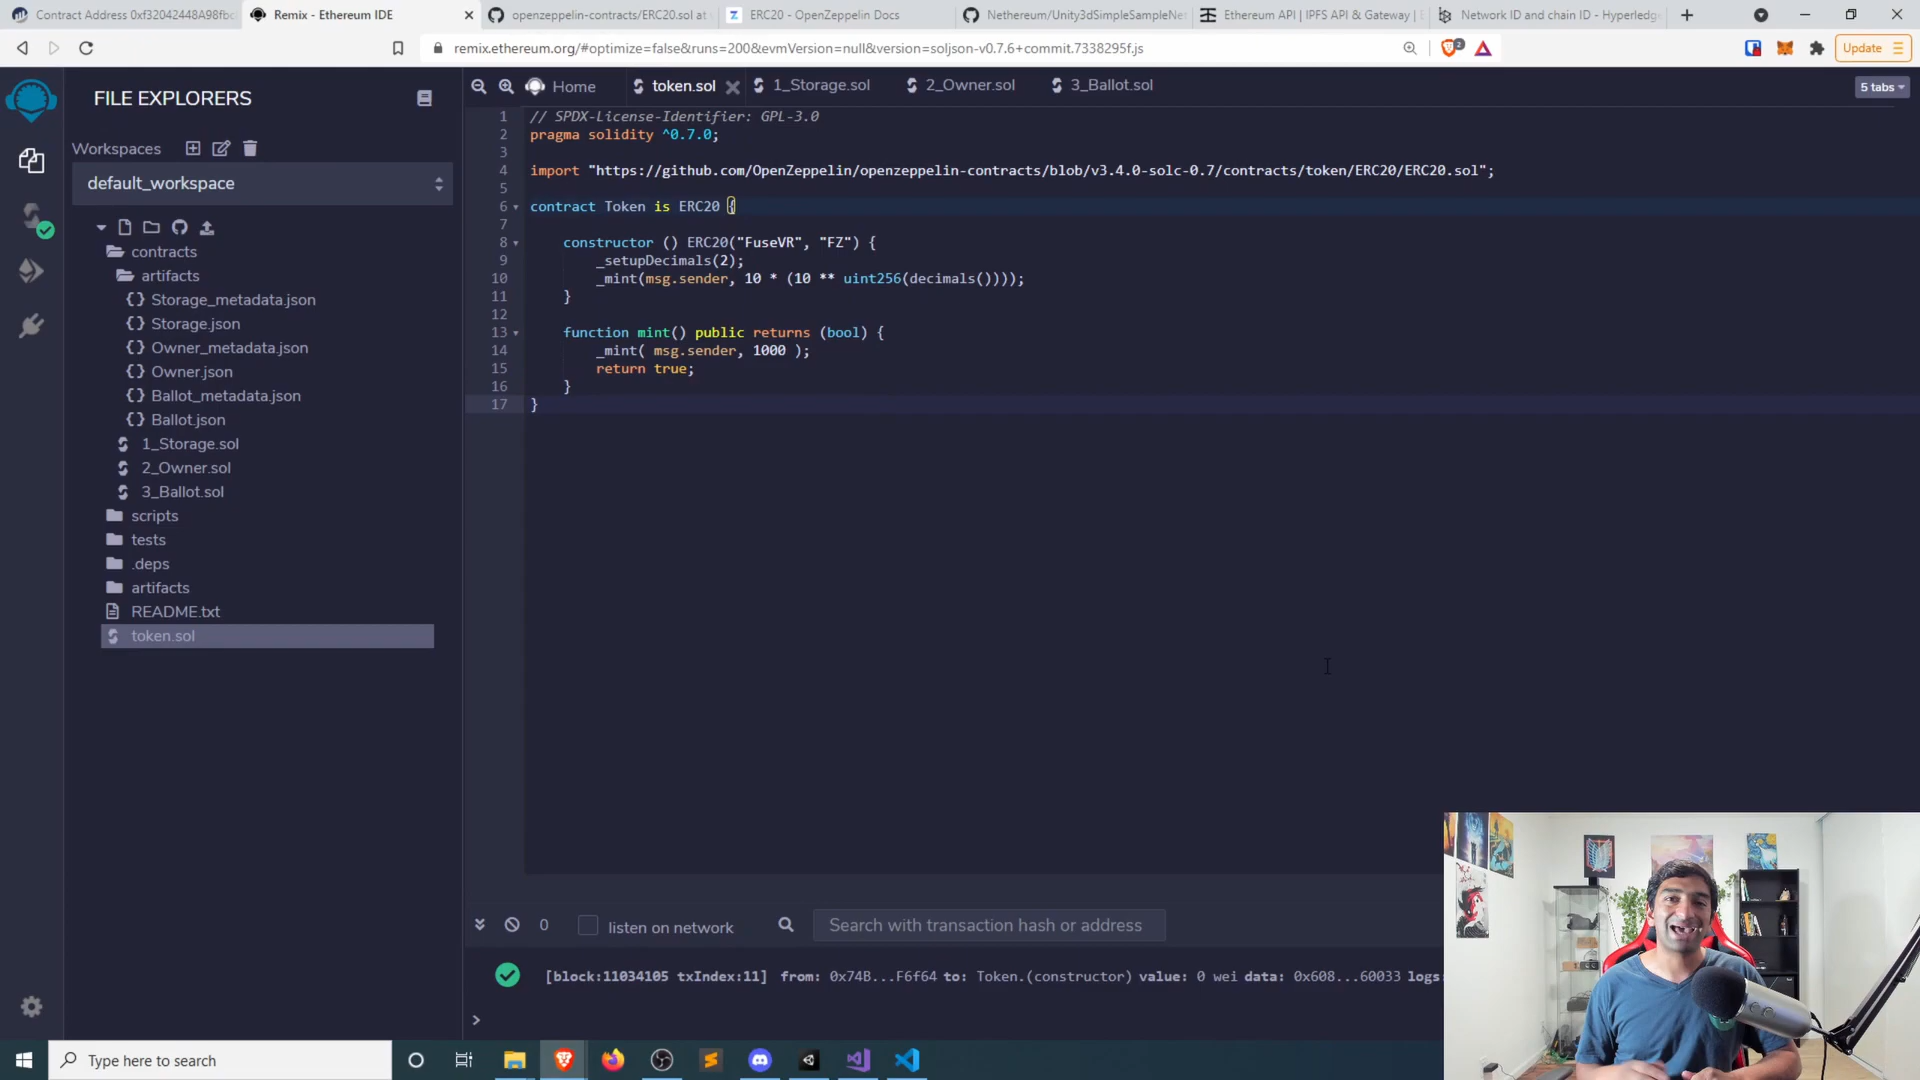 Contract Address 0xf32042448A98fbc
Remix - Ethereum IDE
openzeppelin-contracts/ERC20.sol at
ERC20 - OpenZeppelin Docs
Nethereum/Unity3dSimpleSampleNe
Ethereum API | IPFS API & Gateway |
Network ID and chain ID - Hyperledg
remix.ethereum.org/#optimize=false&runs=200&evmVersion=null&version=soljson-v0.7.6+commit.7338295f.js
2
Update
FILE EXPLORERS
Home
token.sol
1_Storage.sol
2_Owner.sol
3_Ballot.sol
5 tabs
Workspaces
default_workspace
contracts
artifacts
Storage_metadata.json
Storage.json
Owner_metadata.json
Owner.json
Ballot_metadata.json
Ballot.json
1_Storage.sol
2_Owner.sol
3_Ballot.sol
scripts
tests
.deps
artifacts
README.txt
token.sol
1 // SPDX-License-Identifier: GPL-3.0
2 pragma solidity ^0.7.0;
3
4 import "https://github.com/OpenZeppelin/openzeppelin-contracts/blob/v3.4.0-solc-0.7/contracts/token/ERC20/ERC20.sol";
5
6 contract Token is ERC20 {
7
8 constructor () ERC20("FuseVR", "FZ") {
9 _setupDecimals(2);
10 _mint(msg.sender, 10 * (10 ** uint256(decimals())));
11 }
12
13 function mint() public returns (bool) {
14 _mint( msg.sender, 1000 );
15 return true;
16 }
17 }
0
listen on network
Search with transaction hash or address
[block:11034105 txIndex:11] from: 0x74B...F6f64 to: Token.(constructor) value: 0 wei data: 0x608...60033 logs:
>
Type here to search